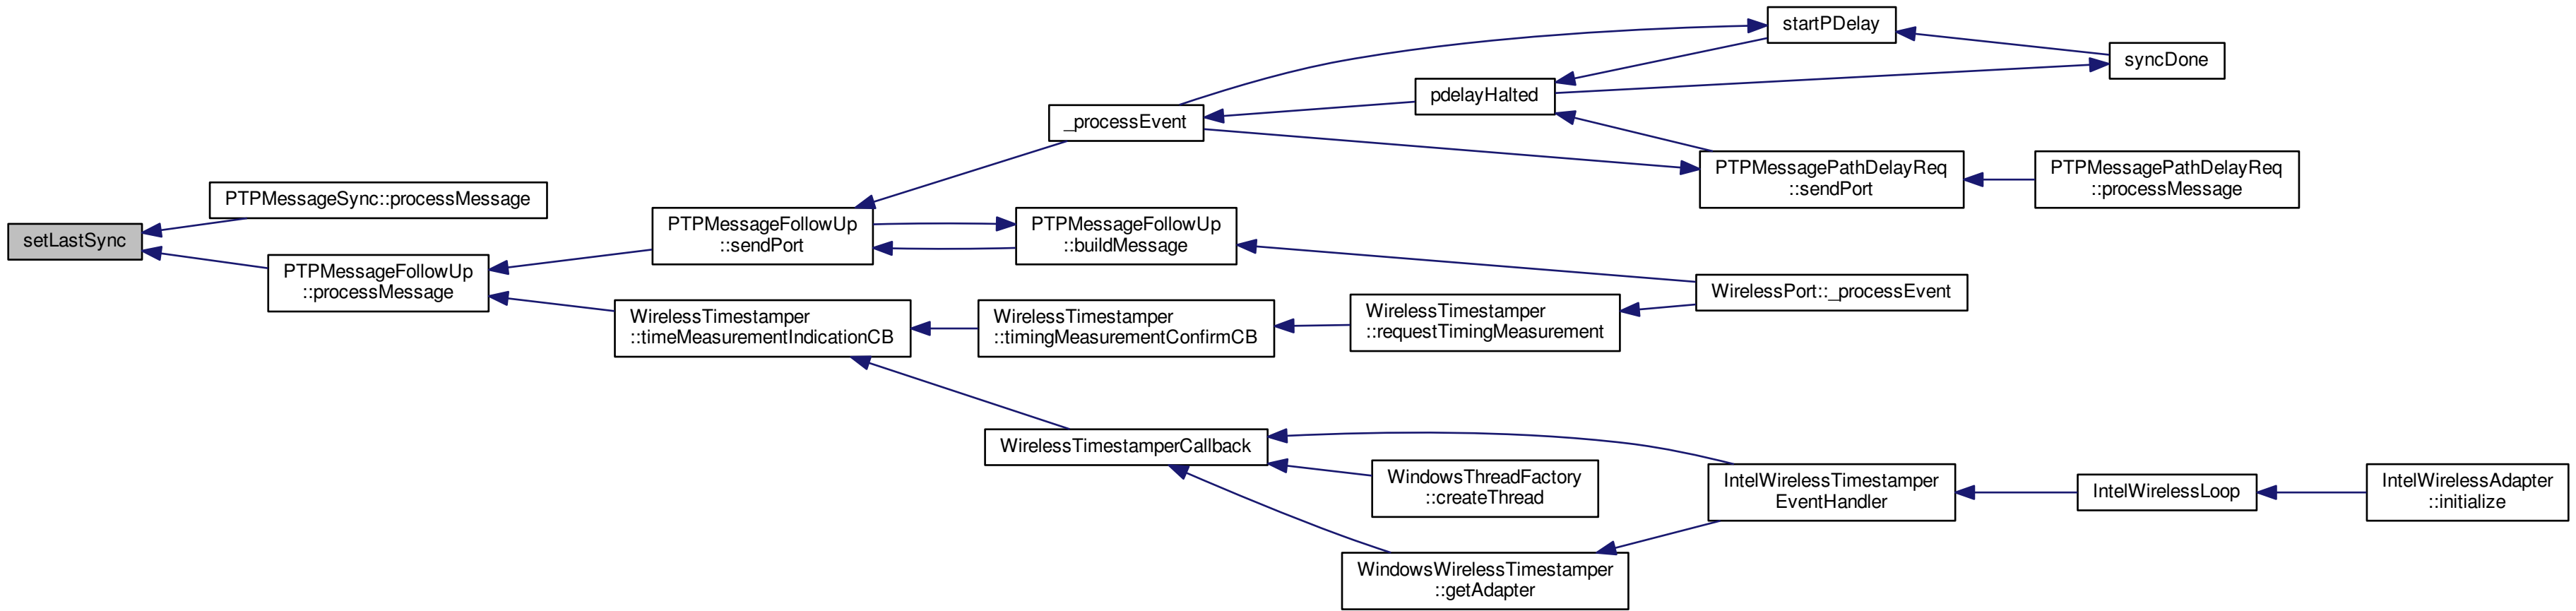 startPDelay
syncDone
pdelayHalted
_processEvent
PTPMessagePathDelayReq
::sendPort
PTPMessagePathDelayReq
::processMessage
PTPMessageSync::processMessage
PTPMessageFollowUp
::sendPort
PTPMessageFollowUp
::buildMessage
setLastSync
PTPMessageFollowUp
::processMessage
WirelessPort::_processEvent
WirelessTimestamper
::timeMeasurementIndicationCB
WirelessTimestamper
::timingMeasurementConfirmCB
WirelessTimestamper
::requestTimingMeasurement
WirelessTimestamperCallback
WindowsThreadFactory
::createThread
IntelWirelessTimestamper
EventHandler
IntelWirelessLoop
IntelWirelessAdapter
::initialize
WindowsWirelessTimestamper
::getAdapter